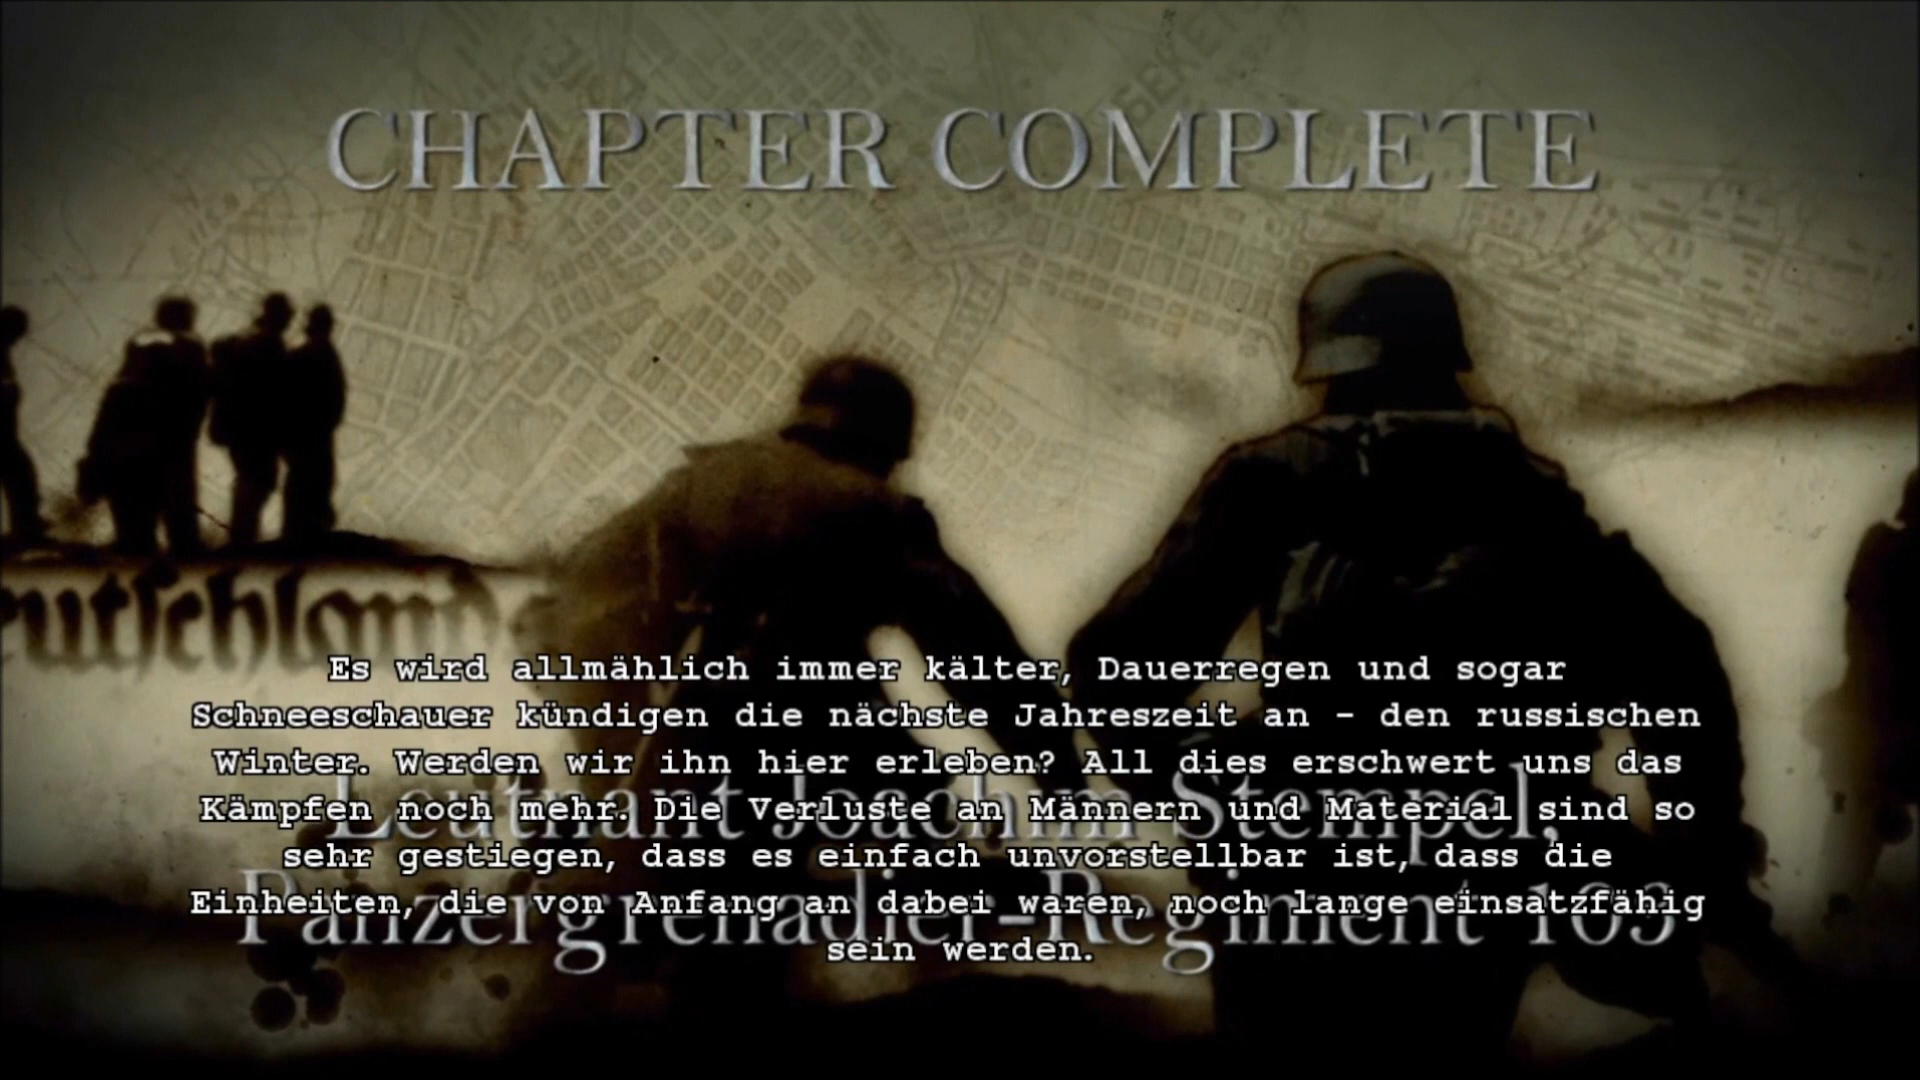 CHAPTER COMPLETE
eutschland
Es wird allmählich immer kälter, Dauerregen und sogar
Schneeschauer kündigen die nächste Jahreszeit an - den russischen
Winter. Werden wir ihn hier erleben? All dies erschwert uns das
Kämpfen noch mehr. Die Verluste an Männern und Material sind so
sehr gestiegen, dass es einfach unvorstellbar ist, dass die
Einheiten, die von Anfang an dabei waren, noch lange einsatzfähig
sein werden.
Leutnant Joachim Stempel,
Panzergrenadier-Regiment 103